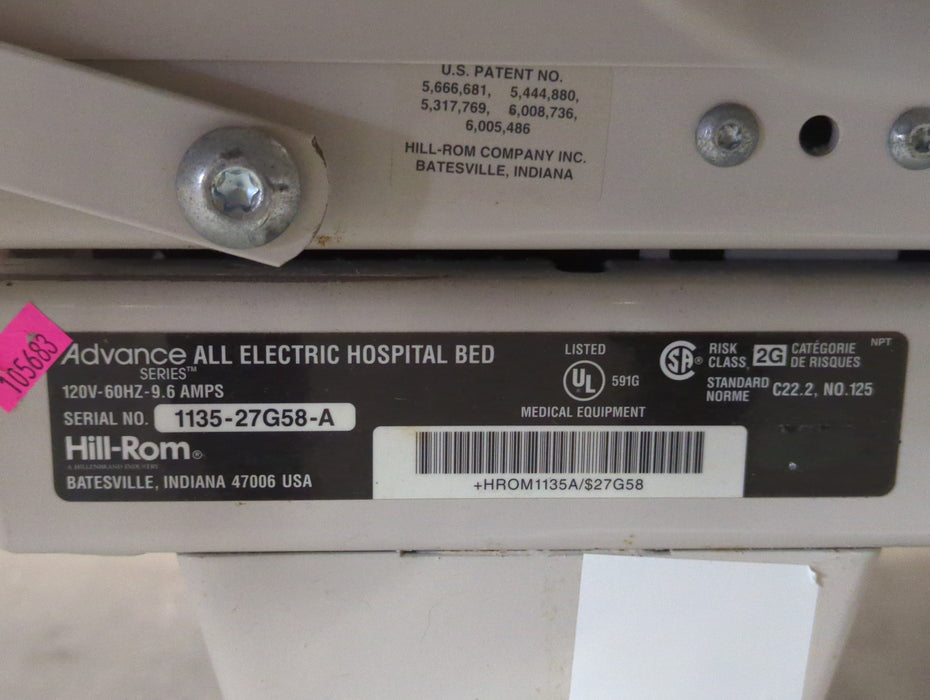 U.S. PATENT NO.
5,666,681, 5,444,880,
5,317,769, 6,008,736,
6,005,486
HILL-ROM COMPANY INC.
BATESVILLE, INDIANA
105683
Advance ALL ELECTRIC HOSPITAL BED
SERIES™
120V-60HZ-9.6 AMPS
SERIAL NO. 1135-27G58-A
Hill-Rom®
A HILLENBRAND INDUSTRY
BATESVILLE, INDIANA 47006 USA
LISTED
UL 591G
MEDICAL EQUIPMENT
+HROM1135A/$27G58
NPT
SA® RISK CLASS 2G CATÉGORIE DE RISQUES
STANDARD NORME C22.2, NO.125